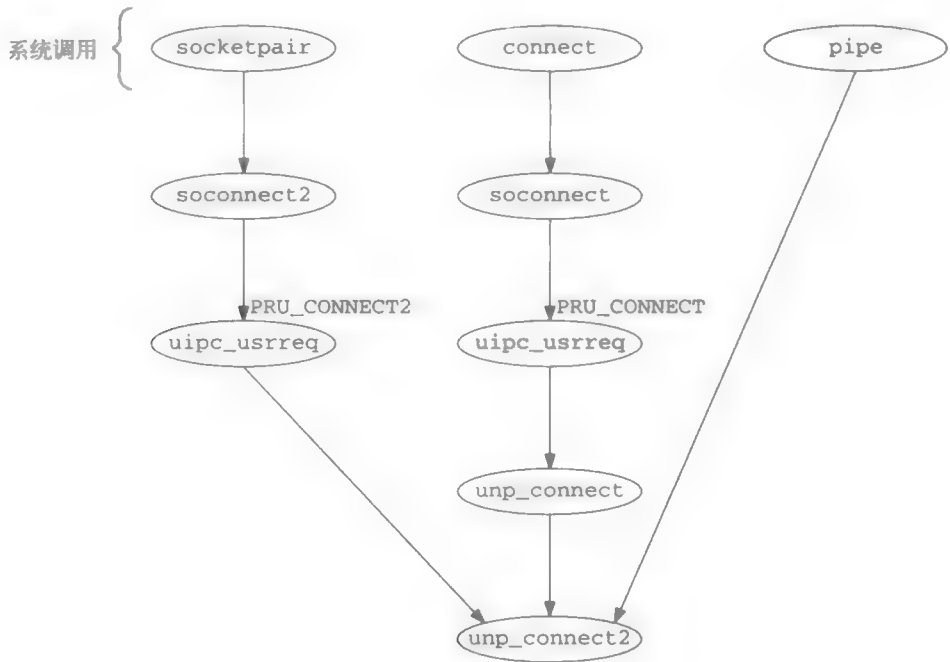 系统调用 socketpair connect pipe
soconnect2 soconnect
PRU_CONNECT2 PRU_CONNECT
uipc_usrreq uipc_usrreq
unp_connect
unp_connect2